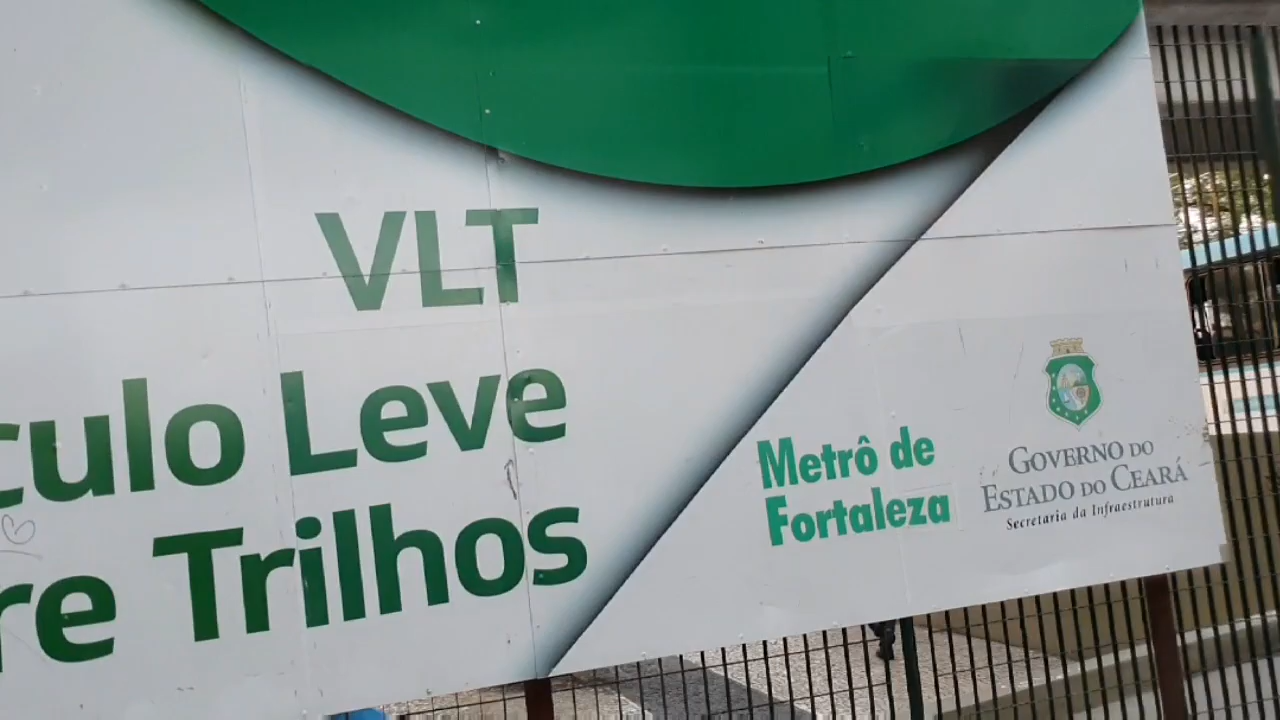 VLT
culo Leve
re Trilhos
Metrô de
Fortaleza
GOVERNO DO
ESTADO DO CEARÁ
Secretaria da Infraestrutura